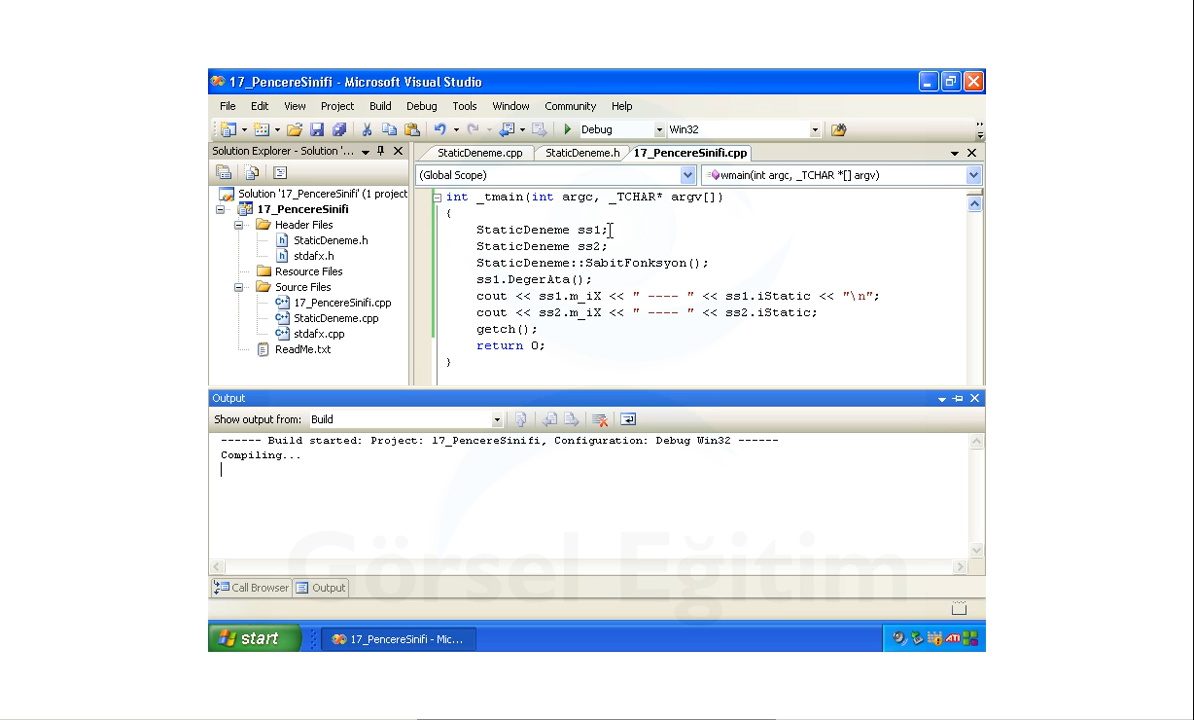 17_PencereSinifi - Microsoft Visual Studio
File Edit View Project Build Debug Tools Window Community Help
Debug Win32
Solution Explorer - Solution '...
StaticDeneme.cpp StaticDeneme.h 17_PencereSinifi.cpp
(Global Scope) wmain(int argc, _TCHAR *[] argv)
Solution '17_PencereSinifi' (1 project
17_PencereSinifi
Header Files
StaticDeneme.h
stdafx.h
Resource Files
Source Files
17_PencereSinifi.cpp
StaticDeneme.cpp
stdafx.cpp
ReadMe.txt
int _tmain(int argc, _TCHAR* argv[])
{
StaticDeneme ss1;
StaticDeneme ss2;
StaticDeneme::SabitFonksyon();
ss1.DegerAta();
cout << ss1.m_iX << " ---- " << ss1.iStatic << "\n";
cout << ss2.m_iX << " ---- " << ss2.iStatic;
getch();
return 0;
}
Output
Show output from: Build
------ Build started: Project: 17_PencereSinifi, Configuration: Debug Win32 ------
Compiling...
Görsel Eğitim
Call Browser Output
start 17_PencereSinifi - Mic... ATI